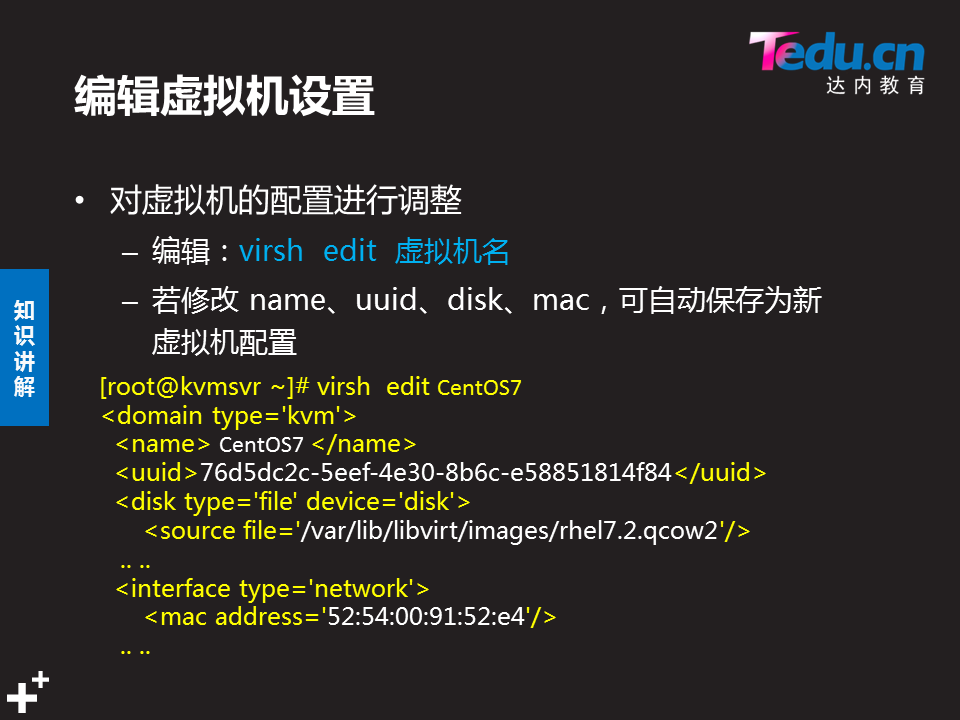 Tedu.cn
达内教育
编辑虚拟机设置
• 对虚拟机的配置进行调整
– 编辑：virsh edit 虚拟机名
– 若修改 name、uuid、disk、mac，可自动保存为新
虚拟机配置
知
识
讲
解
[root@kvmsvr ~]# virsh edit CentOS7
<domain type='kvm'>
<name> CentOS7 </name>
<uuid>76d5dc2c-5eef-4e30-8b6c-e58851814f84</uuid>
<disk type='file' device='disk'>
<source file='/var/lib/libvirt/images/rhel7.2.qcow2'/>
.. ..
<interface type='network'>
<mac address='52:54:00:91:52:e4'/>
.. ..